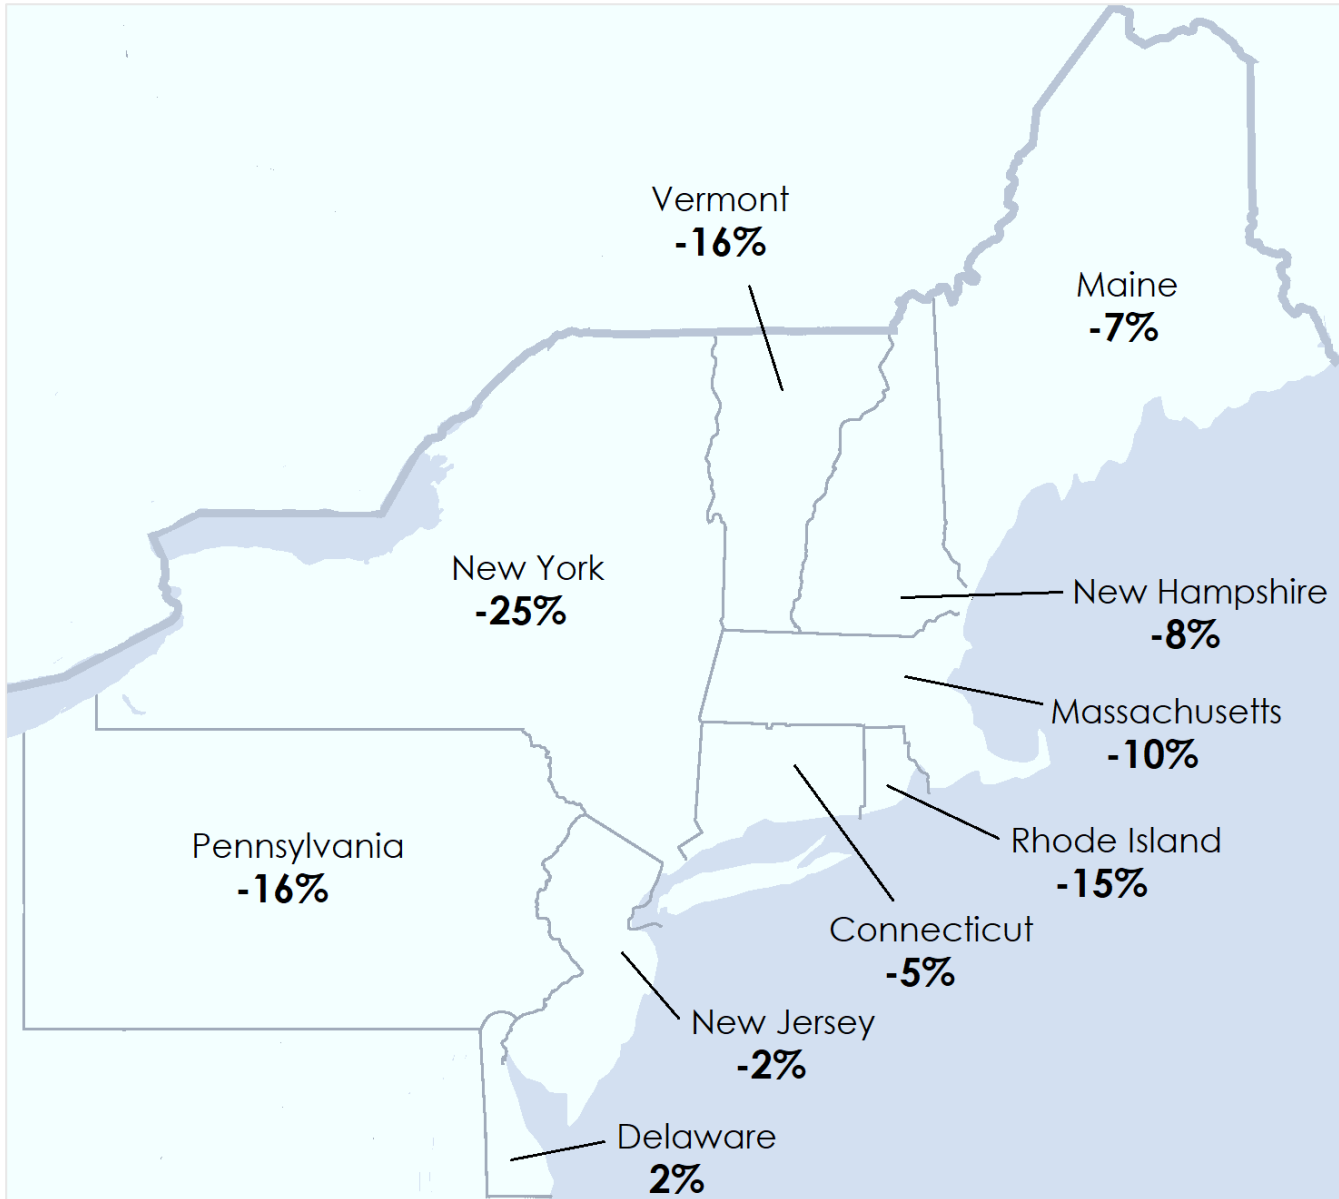 Vermont
-16%
Maine
-7%
New York
-25%
New Hampshire
-8%
Massachusetts
-10%
Pennsylvania
-16%
Rhode Island
-15%
Connecticut
-5%
New Jersey
-2%
Delaware
2%